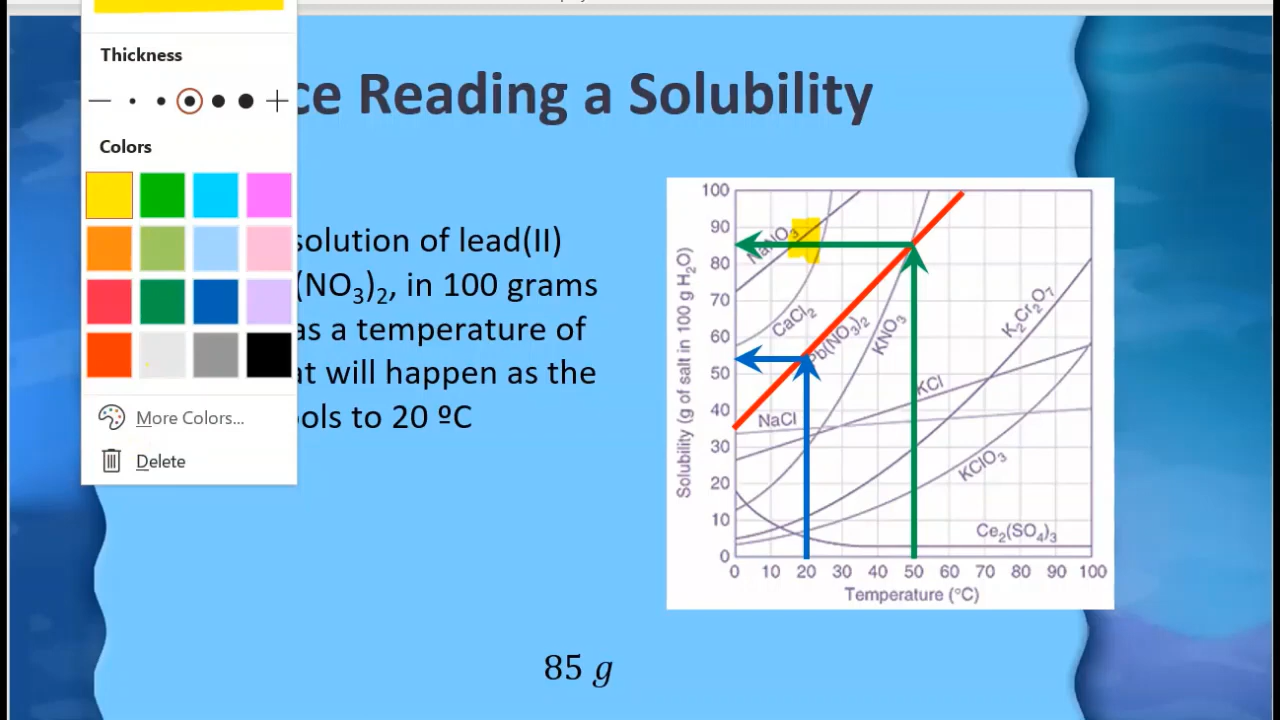 Thickness
Colors
More Colors...
Delete
ce Reading a Solubility
solution of lead(II)
(NO₃)₂, in 100 grams
as a temperature of
at will happen as the
ools to 20 ºC
Solubility (g of salt in 100 g H₂O)
100
90
80
70
60
50
40
30
20
10
0
NaNO₃
CaCl₂
Pb(NO₃)₂
KNO₃
K₂Cr₂O₇
KCl
NaCl
KClO₃
Ce₂(SO₄)₃
0 10 20 30 40 50 60 70 80 90 100
Temperature (°C)
85 g